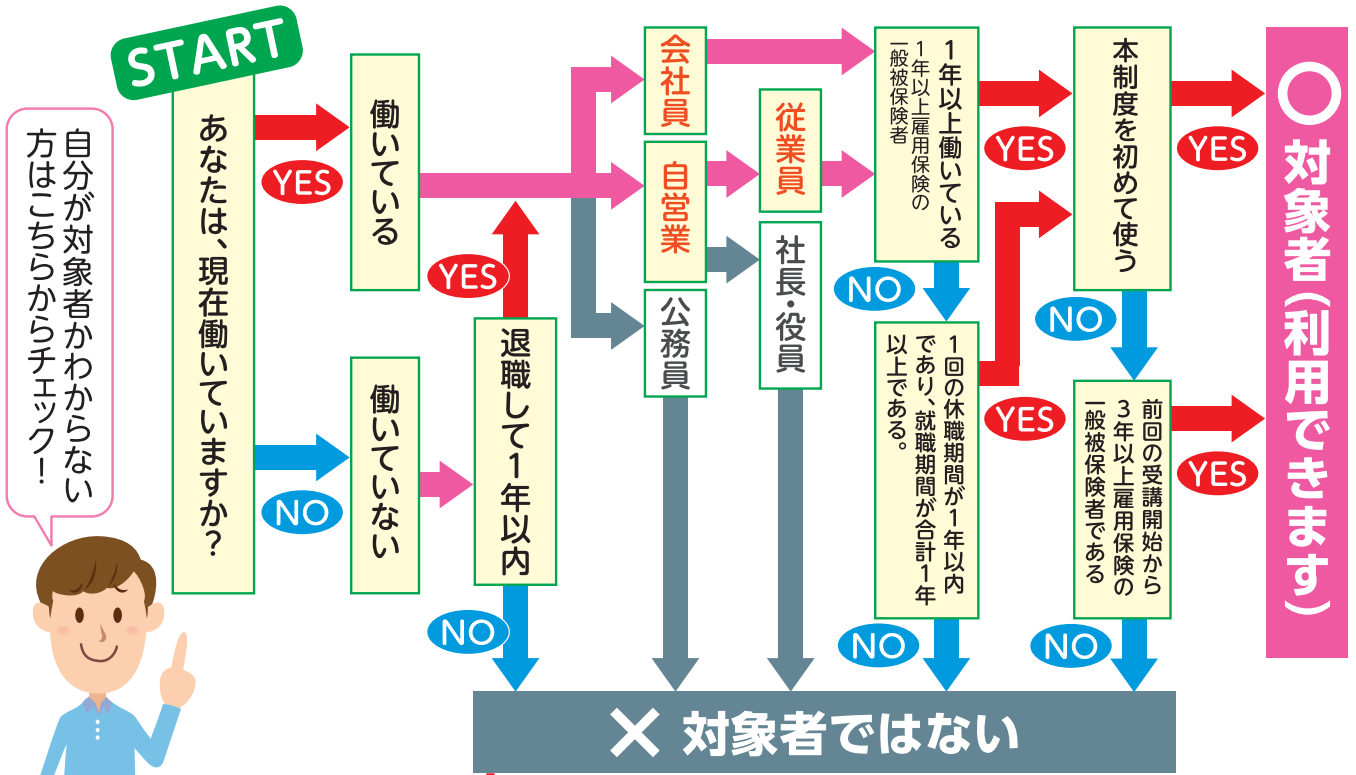 START
自分が対象者かわからない
方はこちらからチェック！
あなたは、現在働いていますか？
YES
NO
働いている
働いていない
退職して１年以内
YES
NO
会社員
自営業
公務員
従業員
社長・役員
１年以上働いている
１年以上雇用保険の
一般被保険者
YES
NO
１回の休職期間が１年以内
であり、就職期間が合計１年
以上である。
YES
NO
本制度を初めて使う
YES
NO
前回の受講開始から
３年以上雇用保険の
一般被保険者である
YES
NO
○ 対象者（利用できます）
× 対象者ではない